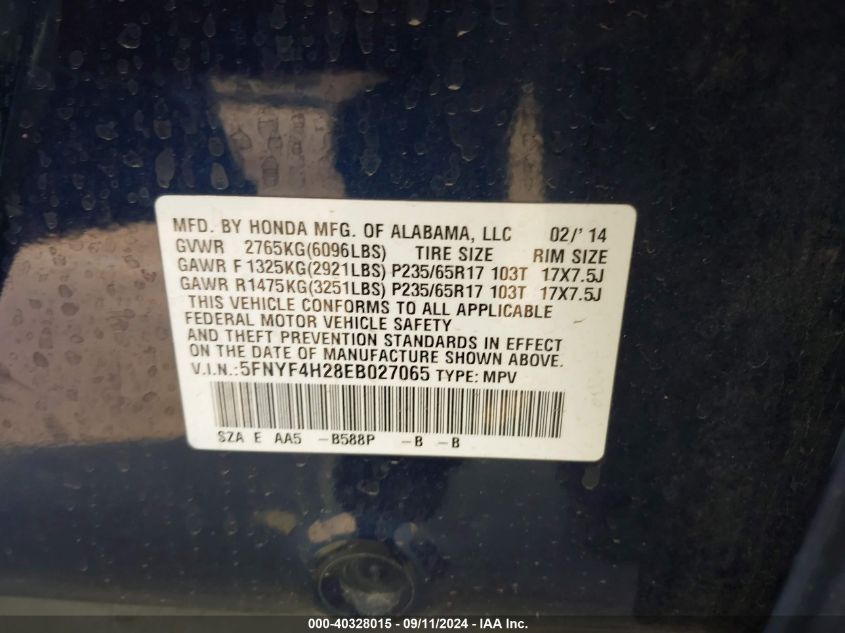 MFD. BY HONDA MFG. OF ALABAMA, LLC 02/' 14
GVWR 2765KG(6096LBS) TIRE SIZE RIM SIZE
GAWR F 1325KG(2921LBS) P235/65R17 103T 17X7.5J
GAWR R1475KG(3251LBS) P235/65R17 103T 17X7.5J
THIS VEHICLE CONFORMS TO ALL APPLICABLE
FEDERAL MOTOR VEHICLE SAFETY
AND THEFT PREVENTION STANDARDS IN EFFECT
ON THE DATE OF MANUFACTURE SHOWN ABOVE.
V.I.N.:5FNYF4H28EB027065 TYPE: MPV
SZA E AA5 -B588P -B -B
000-40328015 - 09/11/2024 - IAA Inc.